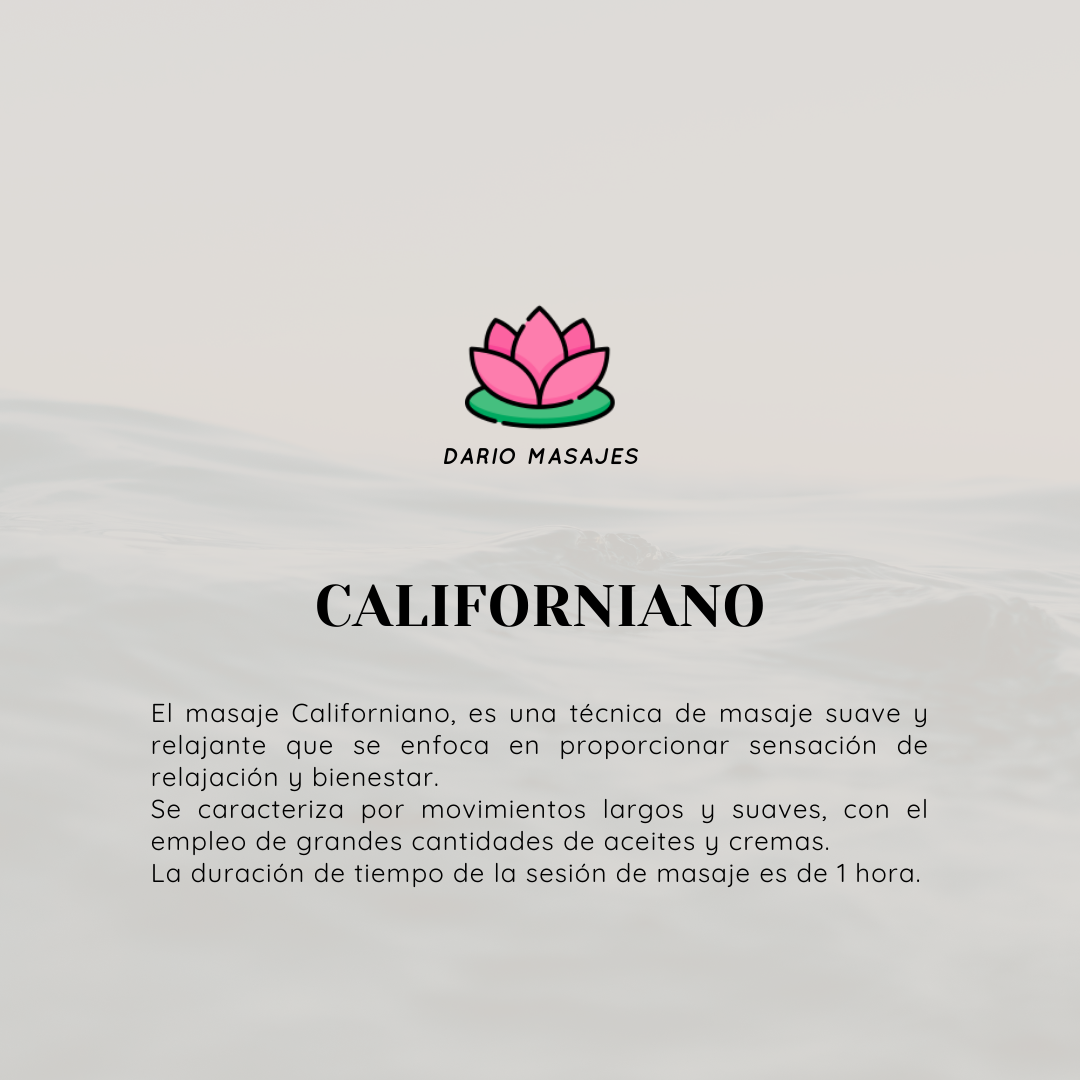 DARIO MASAJES
CALIFORNIANO
El masaje Californiano, es una técnica de masaje suave y
relajante que se enfoca en proporcionar sensación de
relajación y bienestar.
Se caracteriza por movimientos largos y suaves, con el
empleo de grandes cantidades de aceites y cremas.
La duración de tiempo de la sesión de masaje es de 1 hora.